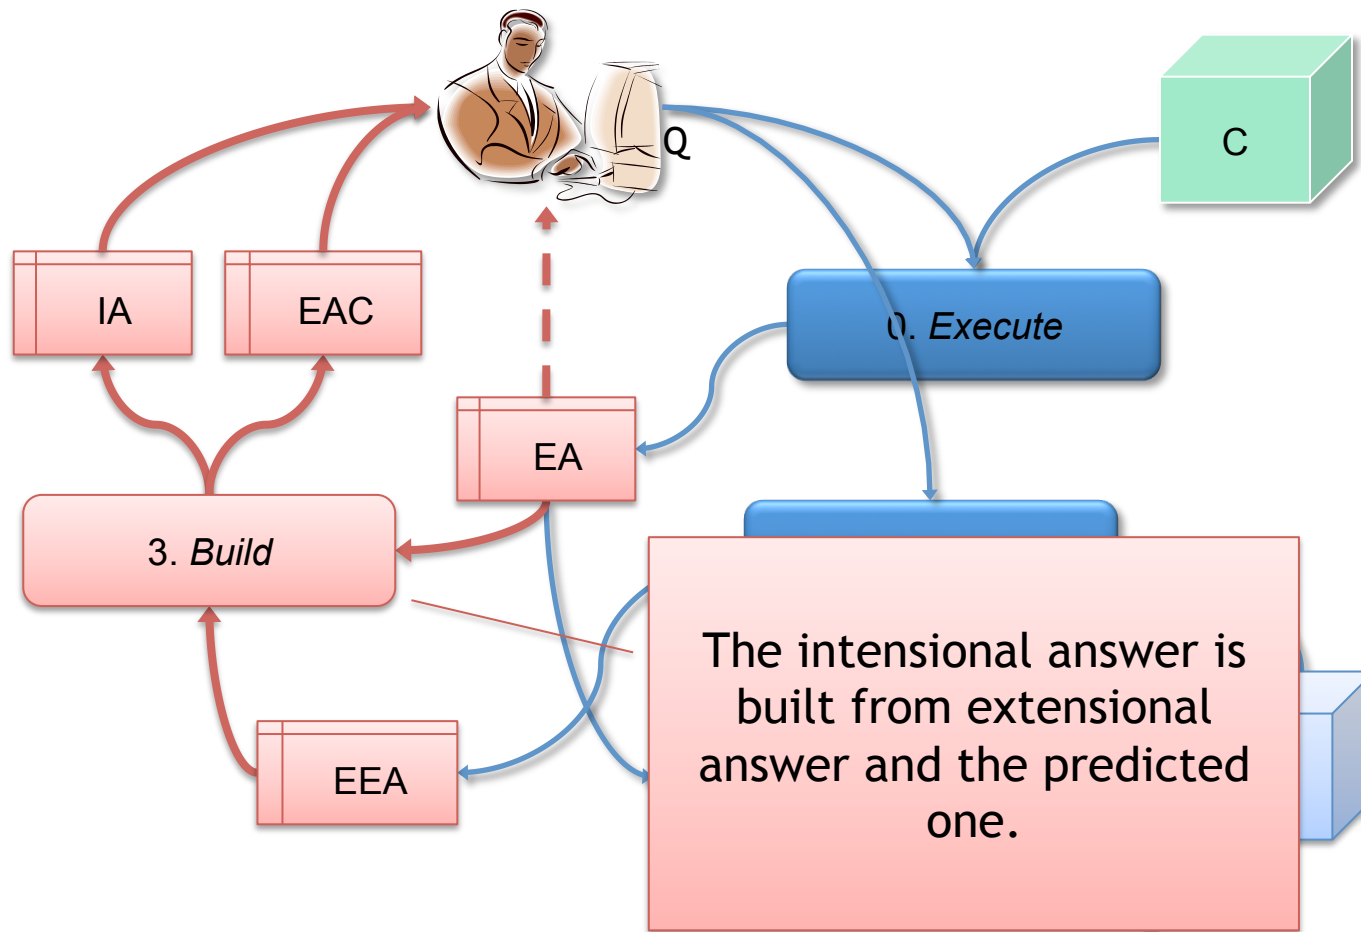 Q
C
IA
EAC
0. Execute
EA
3. Build
The intensional answer is
built from extensional
answer and the predicted
one.
EEA